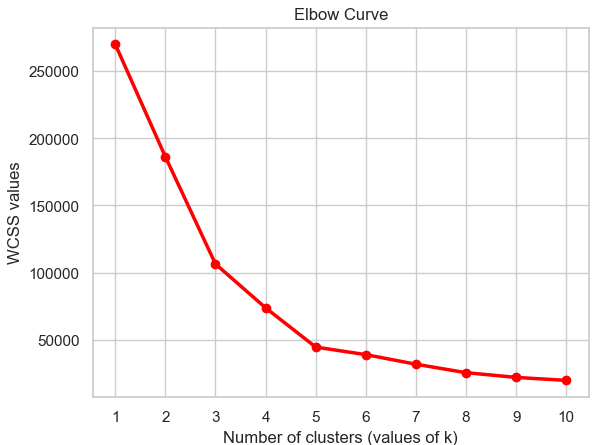 Elbow Curve
WCSS values
250000
200000
150000
100000
50000
1 2 3 4 5 6 7 8 9 10
Number of clusters (values of k)